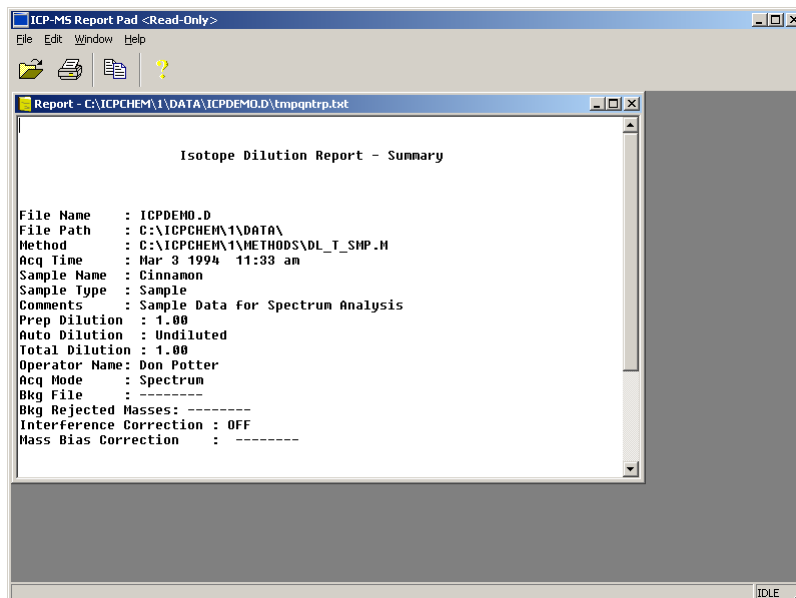 ICP-MS Report Pad <Read-Only>
File Edit Window Help
Report - C:\ICPCHEM\1\DATA\ICPDEMO.D\tmpqntrp.txt
Isotope Dilution Report - Summary
File Name : ICPDEMO.D
File Path : C:\ICPCHEM\1\DATA\
Method : C:\ICPCHEM\1\METHODS\DL_T_SMP.M
Acq Time : Mar 3 1994 11:33 am
Sample Name : Cinnamon
Sample Type : Sample
Comments : Sample Data for Spectrum Analysis
Prep Dilution : 1.00
Auto Dilution : Undiluted
Total Dilution : 1.00
Operator Name: Don Potter
Acq Mode : Spectrum
Bkg File : --------
Bkg Rejected Masses: --------
Interference Correction : OFF
Mass Bias Correction : --------
IDLE